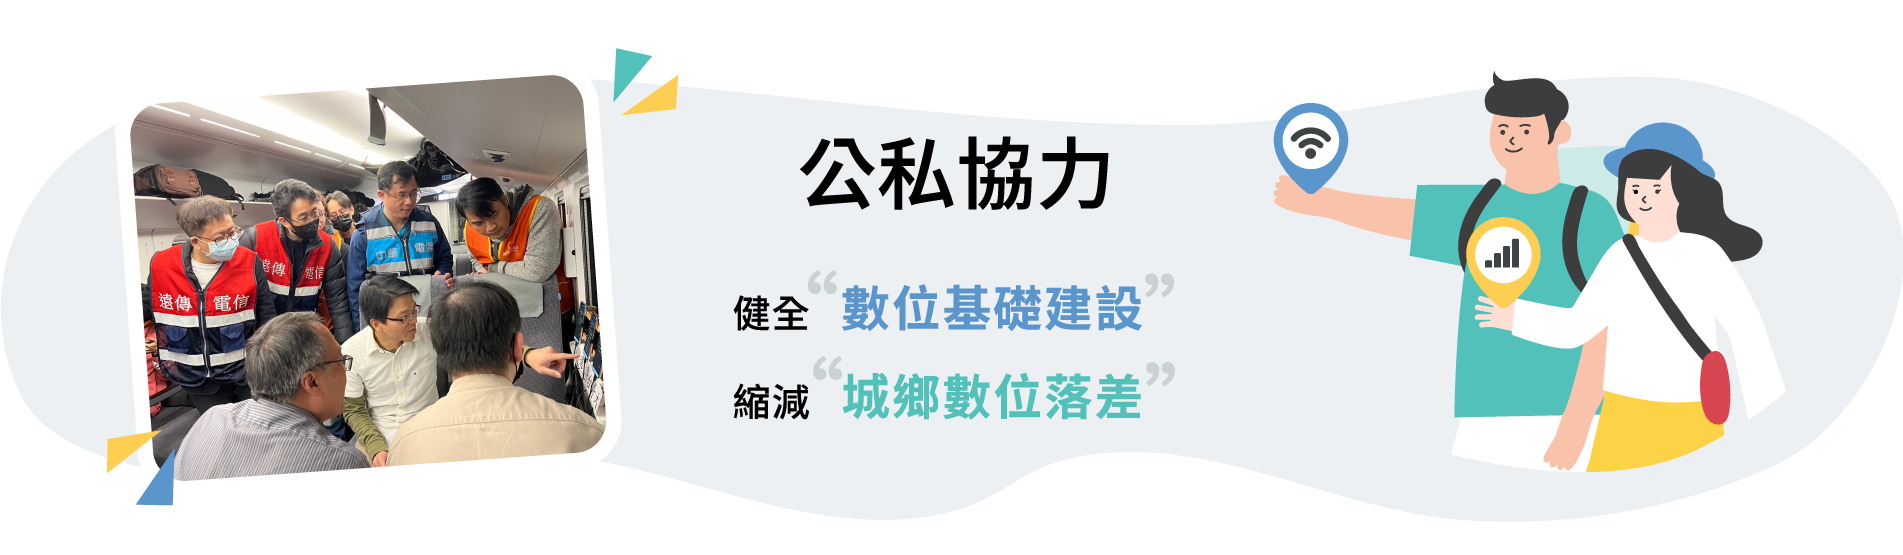 公私協力
健全“數位基礎建設”
縮減“城鄉數位落差”
遠傳 電信
遠傳 電信
中華 電信